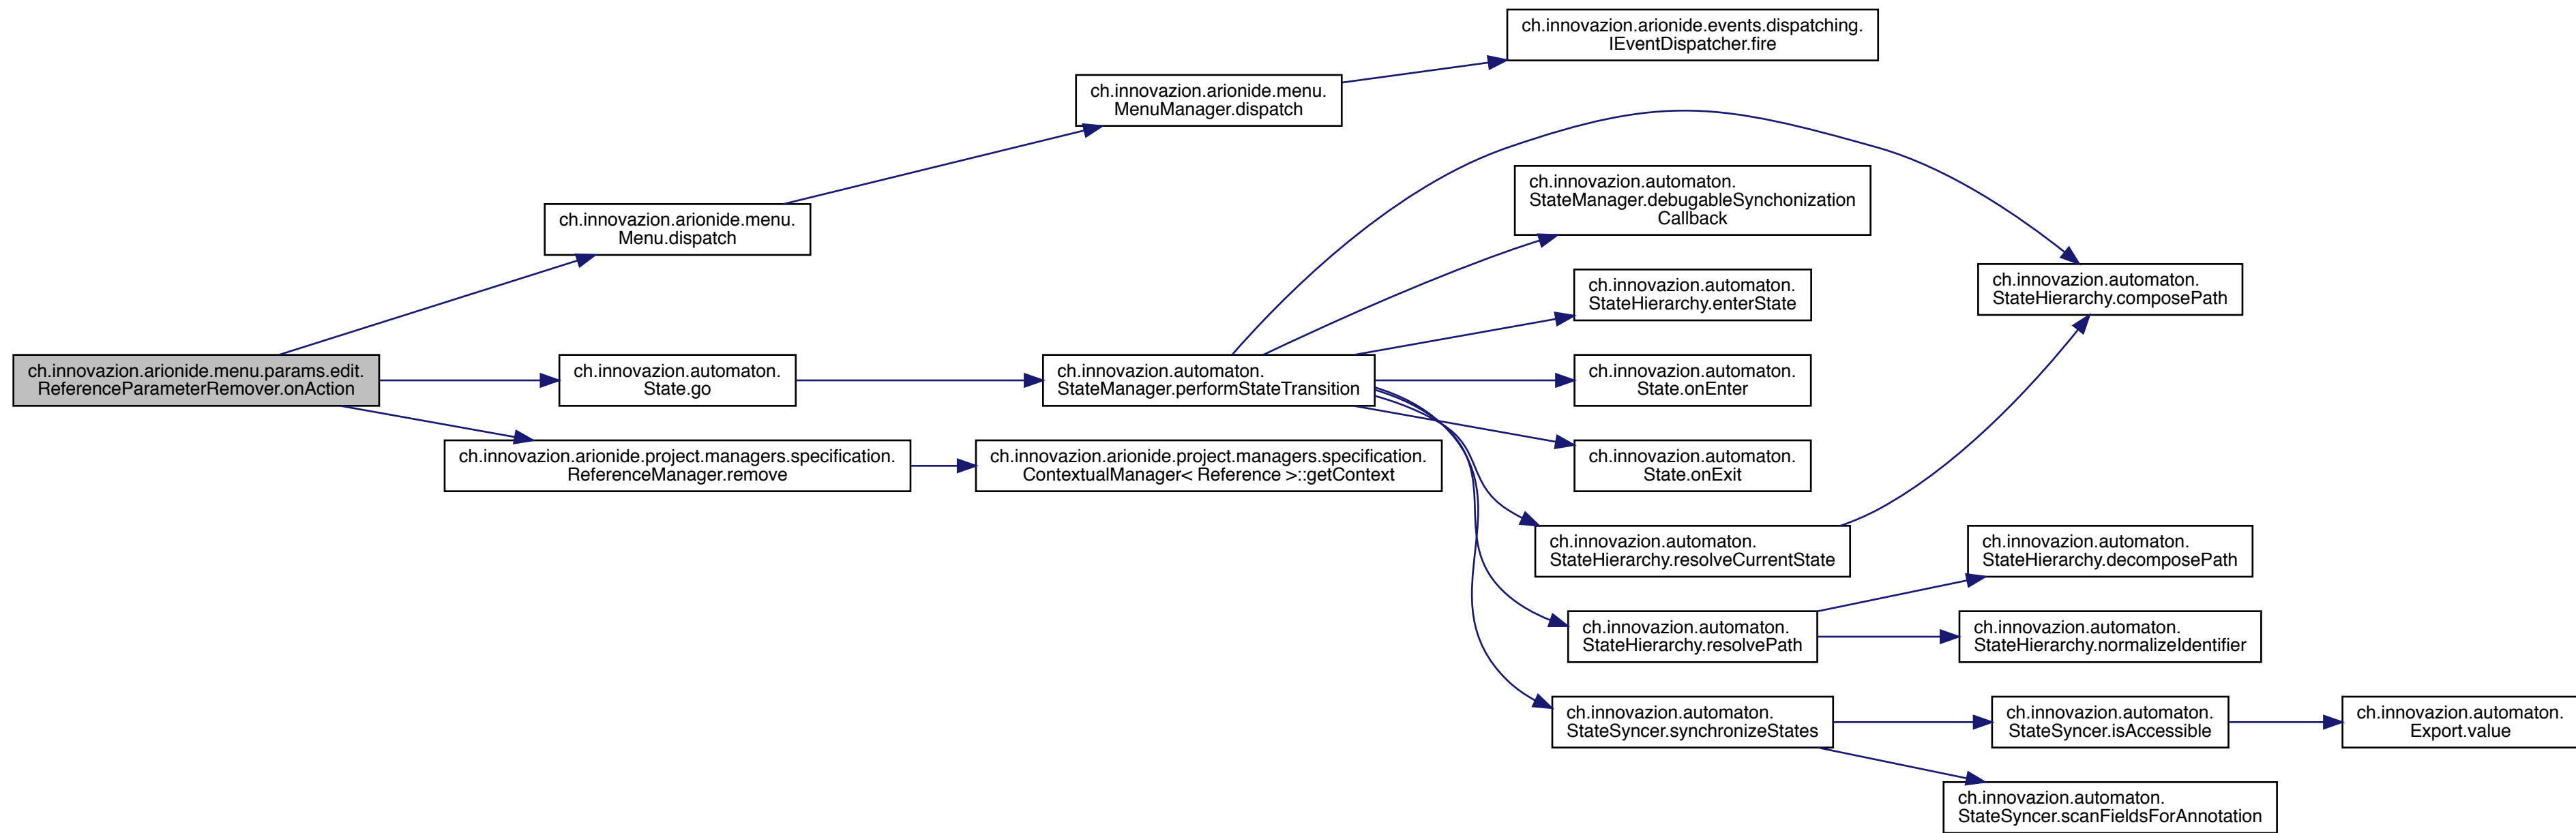 ch.innovazion.arionide.menu.params.edit.
ReferenceParameterRemover.onAction
ch.innovazion.arionide.menu.
Menu.dispatch
ch.innovazion.arionide.menu.
MenuManager.dispatch
ch.innovazion.arionide.events.dispatching.
IEventDispatcher.fire
ch.innovazion.automaton.
State.go
ch.innovazion.automaton.
StateManager.performStateTransition
ch.innovazion.automaton.
StateHierarchy.composePath
ch.innovazion.automaton.
StateManager.debugableSynchonization
Callback
ch.innovazion.automaton.
StateHierarchy.enterState
ch.innovazion.automaton.
State.onEnter
ch.innovazion.automaton.
State.onExit
ch.innovazion.automaton.
StateHierarchy.resolveCurrentState
ch.innovazion.automaton.
StateHierarchy.resolvePath
ch.innovazion.automaton.
StateHierarchy.decomposePath
ch.innovazion.automaton.
StateHierarchy.normalizeIdentifier
ch.innovazion.automaton.
StateSyncer.synchronizeStates
ch.innovazion.automaton.
StateSyncer.isAccessible
ch.innovazion.automaton.
Export.value
ch.innovazion.automaton.
StateSyncer.scanFieldsForAnnotation
ch.innovazion.arionide.project.managers.specification.
ReferenceManager.remove
ch.innovazion.arionide.project.managers.specification.
ContextualManager< Reference >::getContext